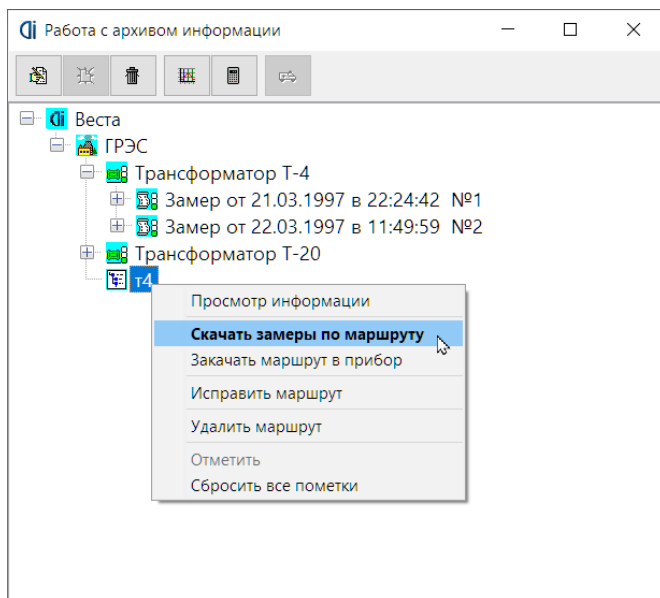 Работа с архивом информации
Веста
ГРЭС
Трансформатор Т-4
Замер от 21.03.1997 в 22:24:42 №1
Замер от 22.03.1997 в 11:49:59 №2
Трансформатор Т-20
т4
Просмотр информации
Скачать замеры по маршруту
Закачать маршрут в прибор
Исправить маршрут
Удалить маршрут
Отметить
Сбросить все пометки